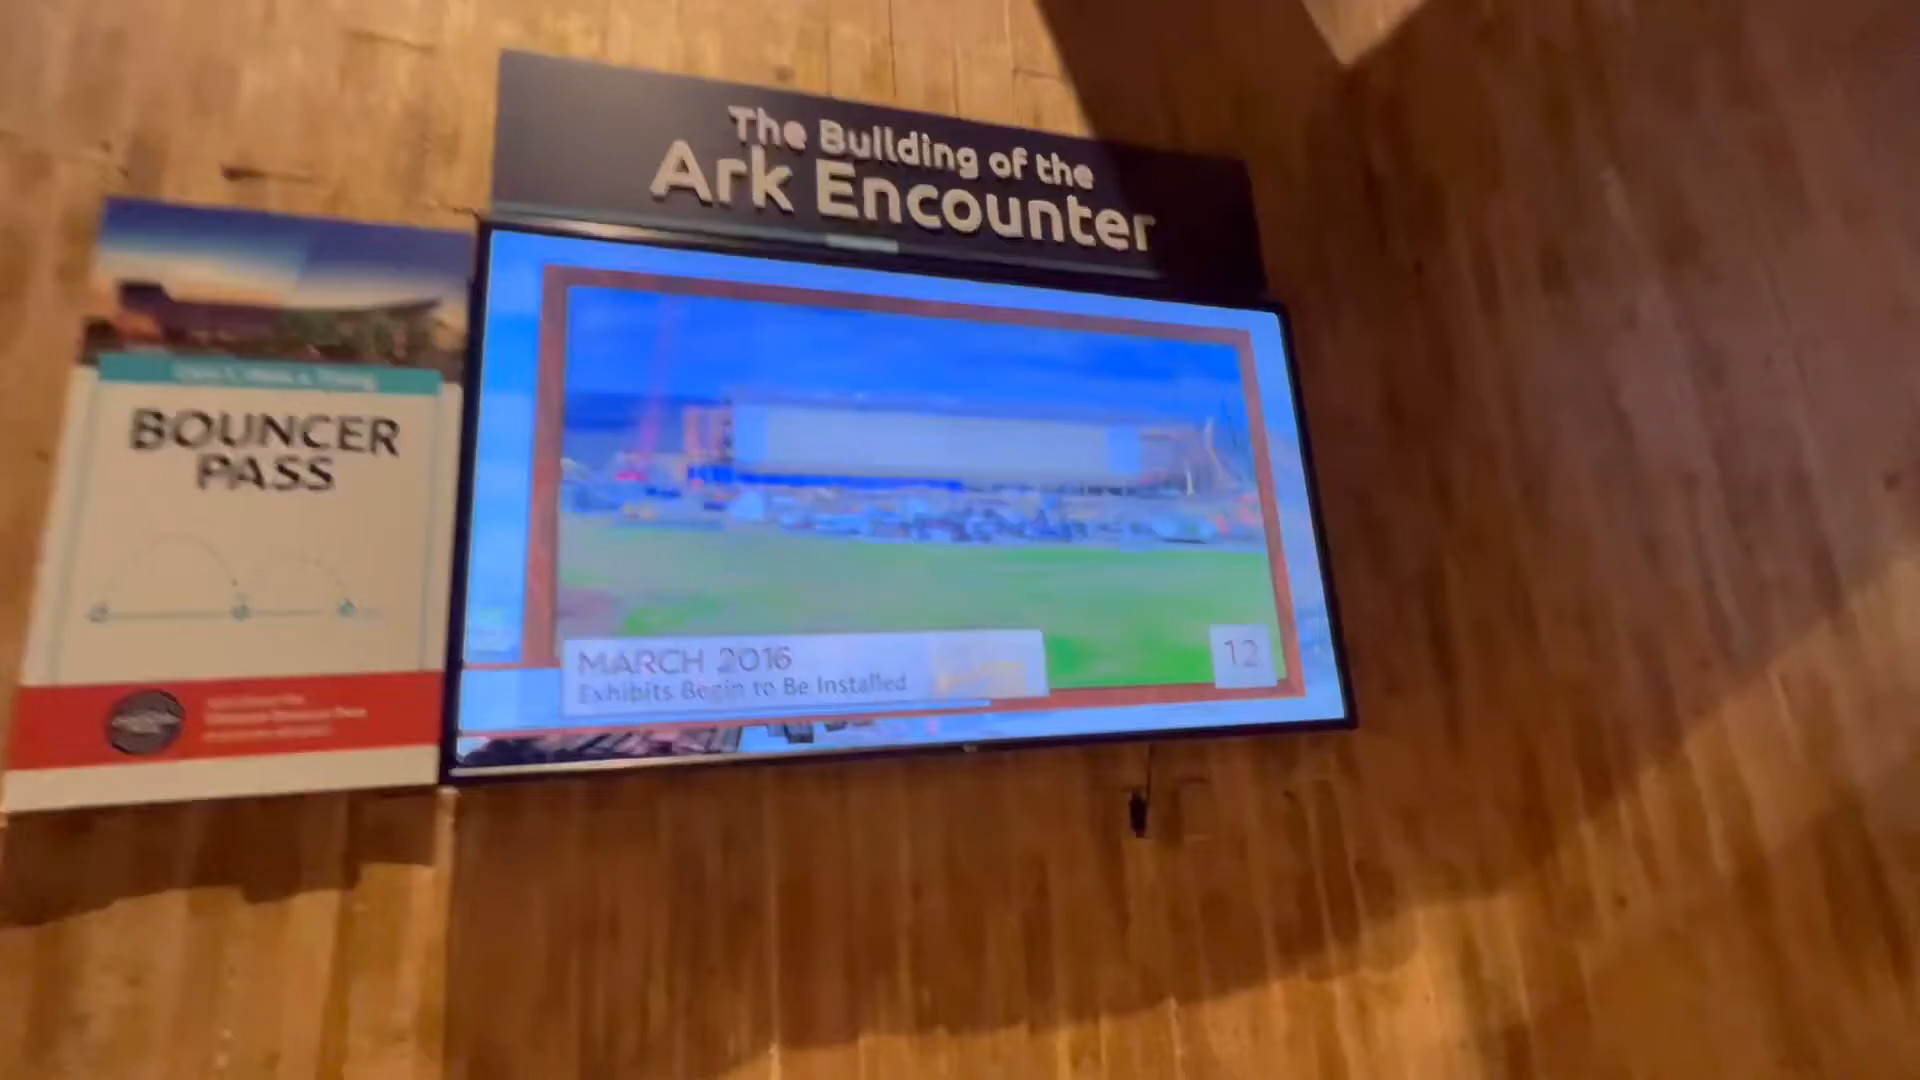 The Building of the
Ark Encounter
BOUNCER
PASS
MARCH 2016
Exhibits Begin to Be Installed
12